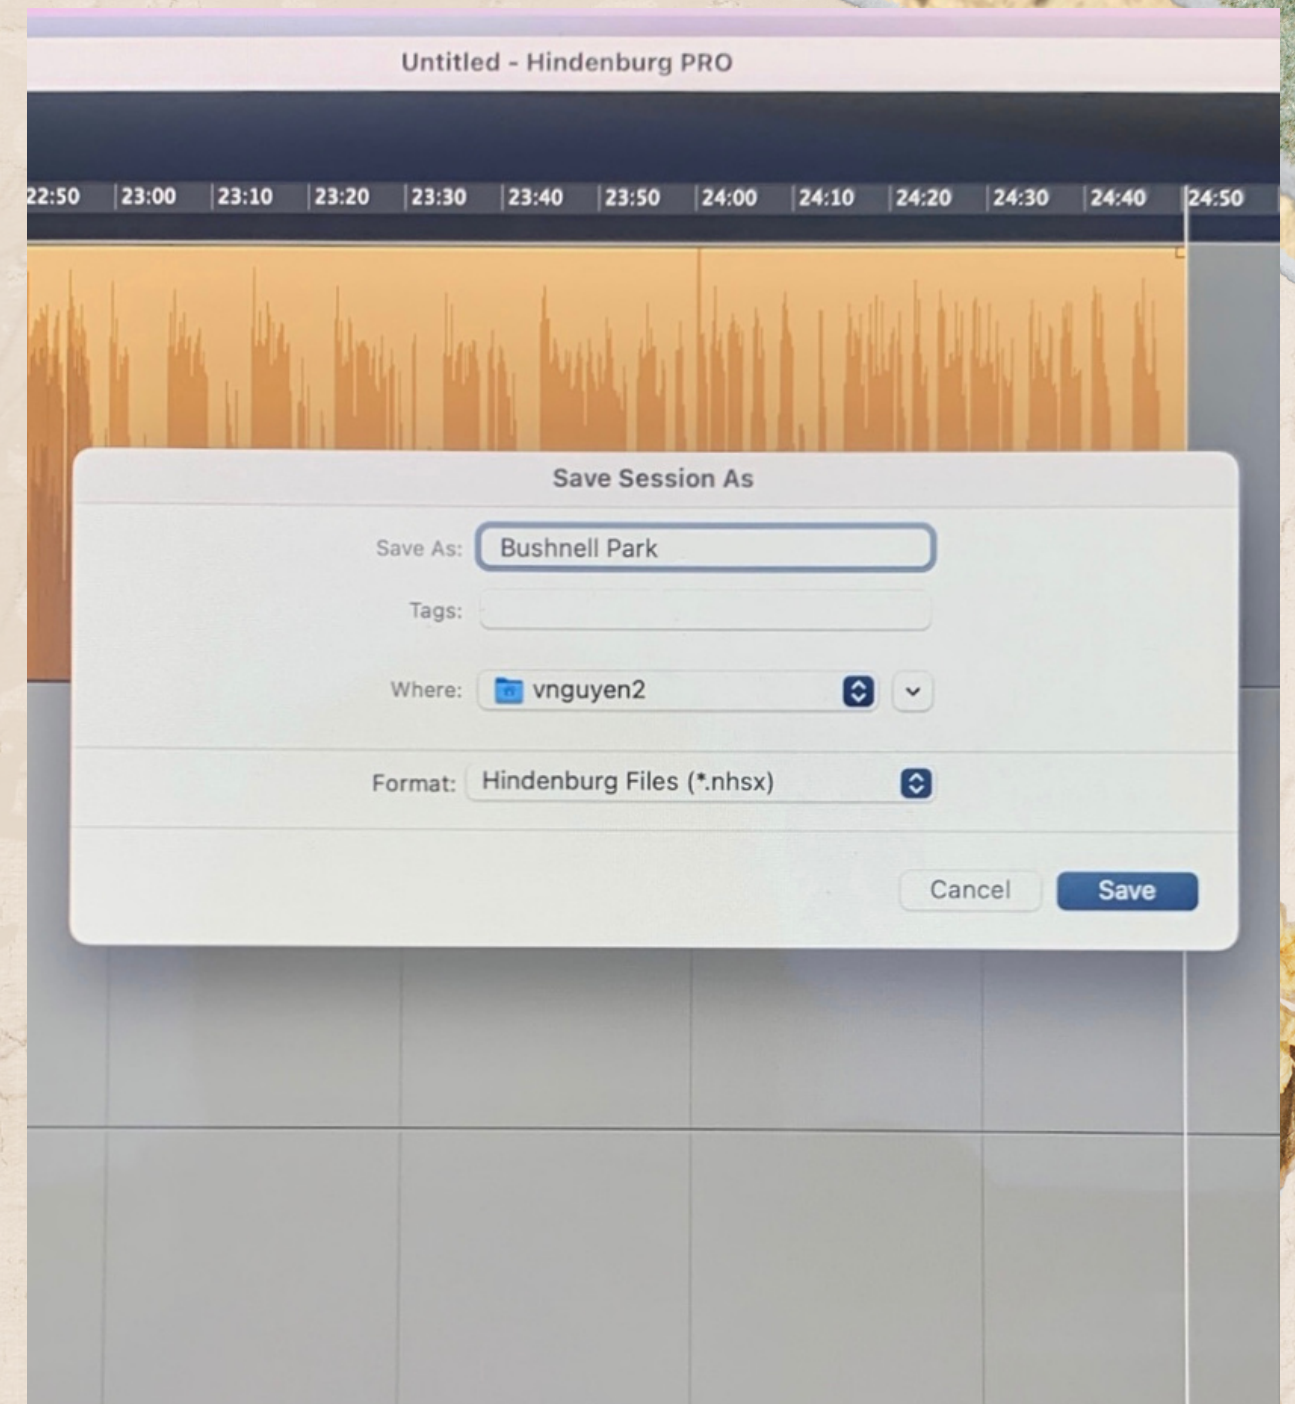 Untitled - Hindenburg PRO
22:50 23:00 23:10 23:20 23:30 23:40 23:50 24:00 24:10 24:20 24:30 24:40 24:50
Save Session As
Save As: Bushnell Park
Tags:
Where: vnguyen2
Format: Hindenburg Files (*.nhsx)
Cancel Save